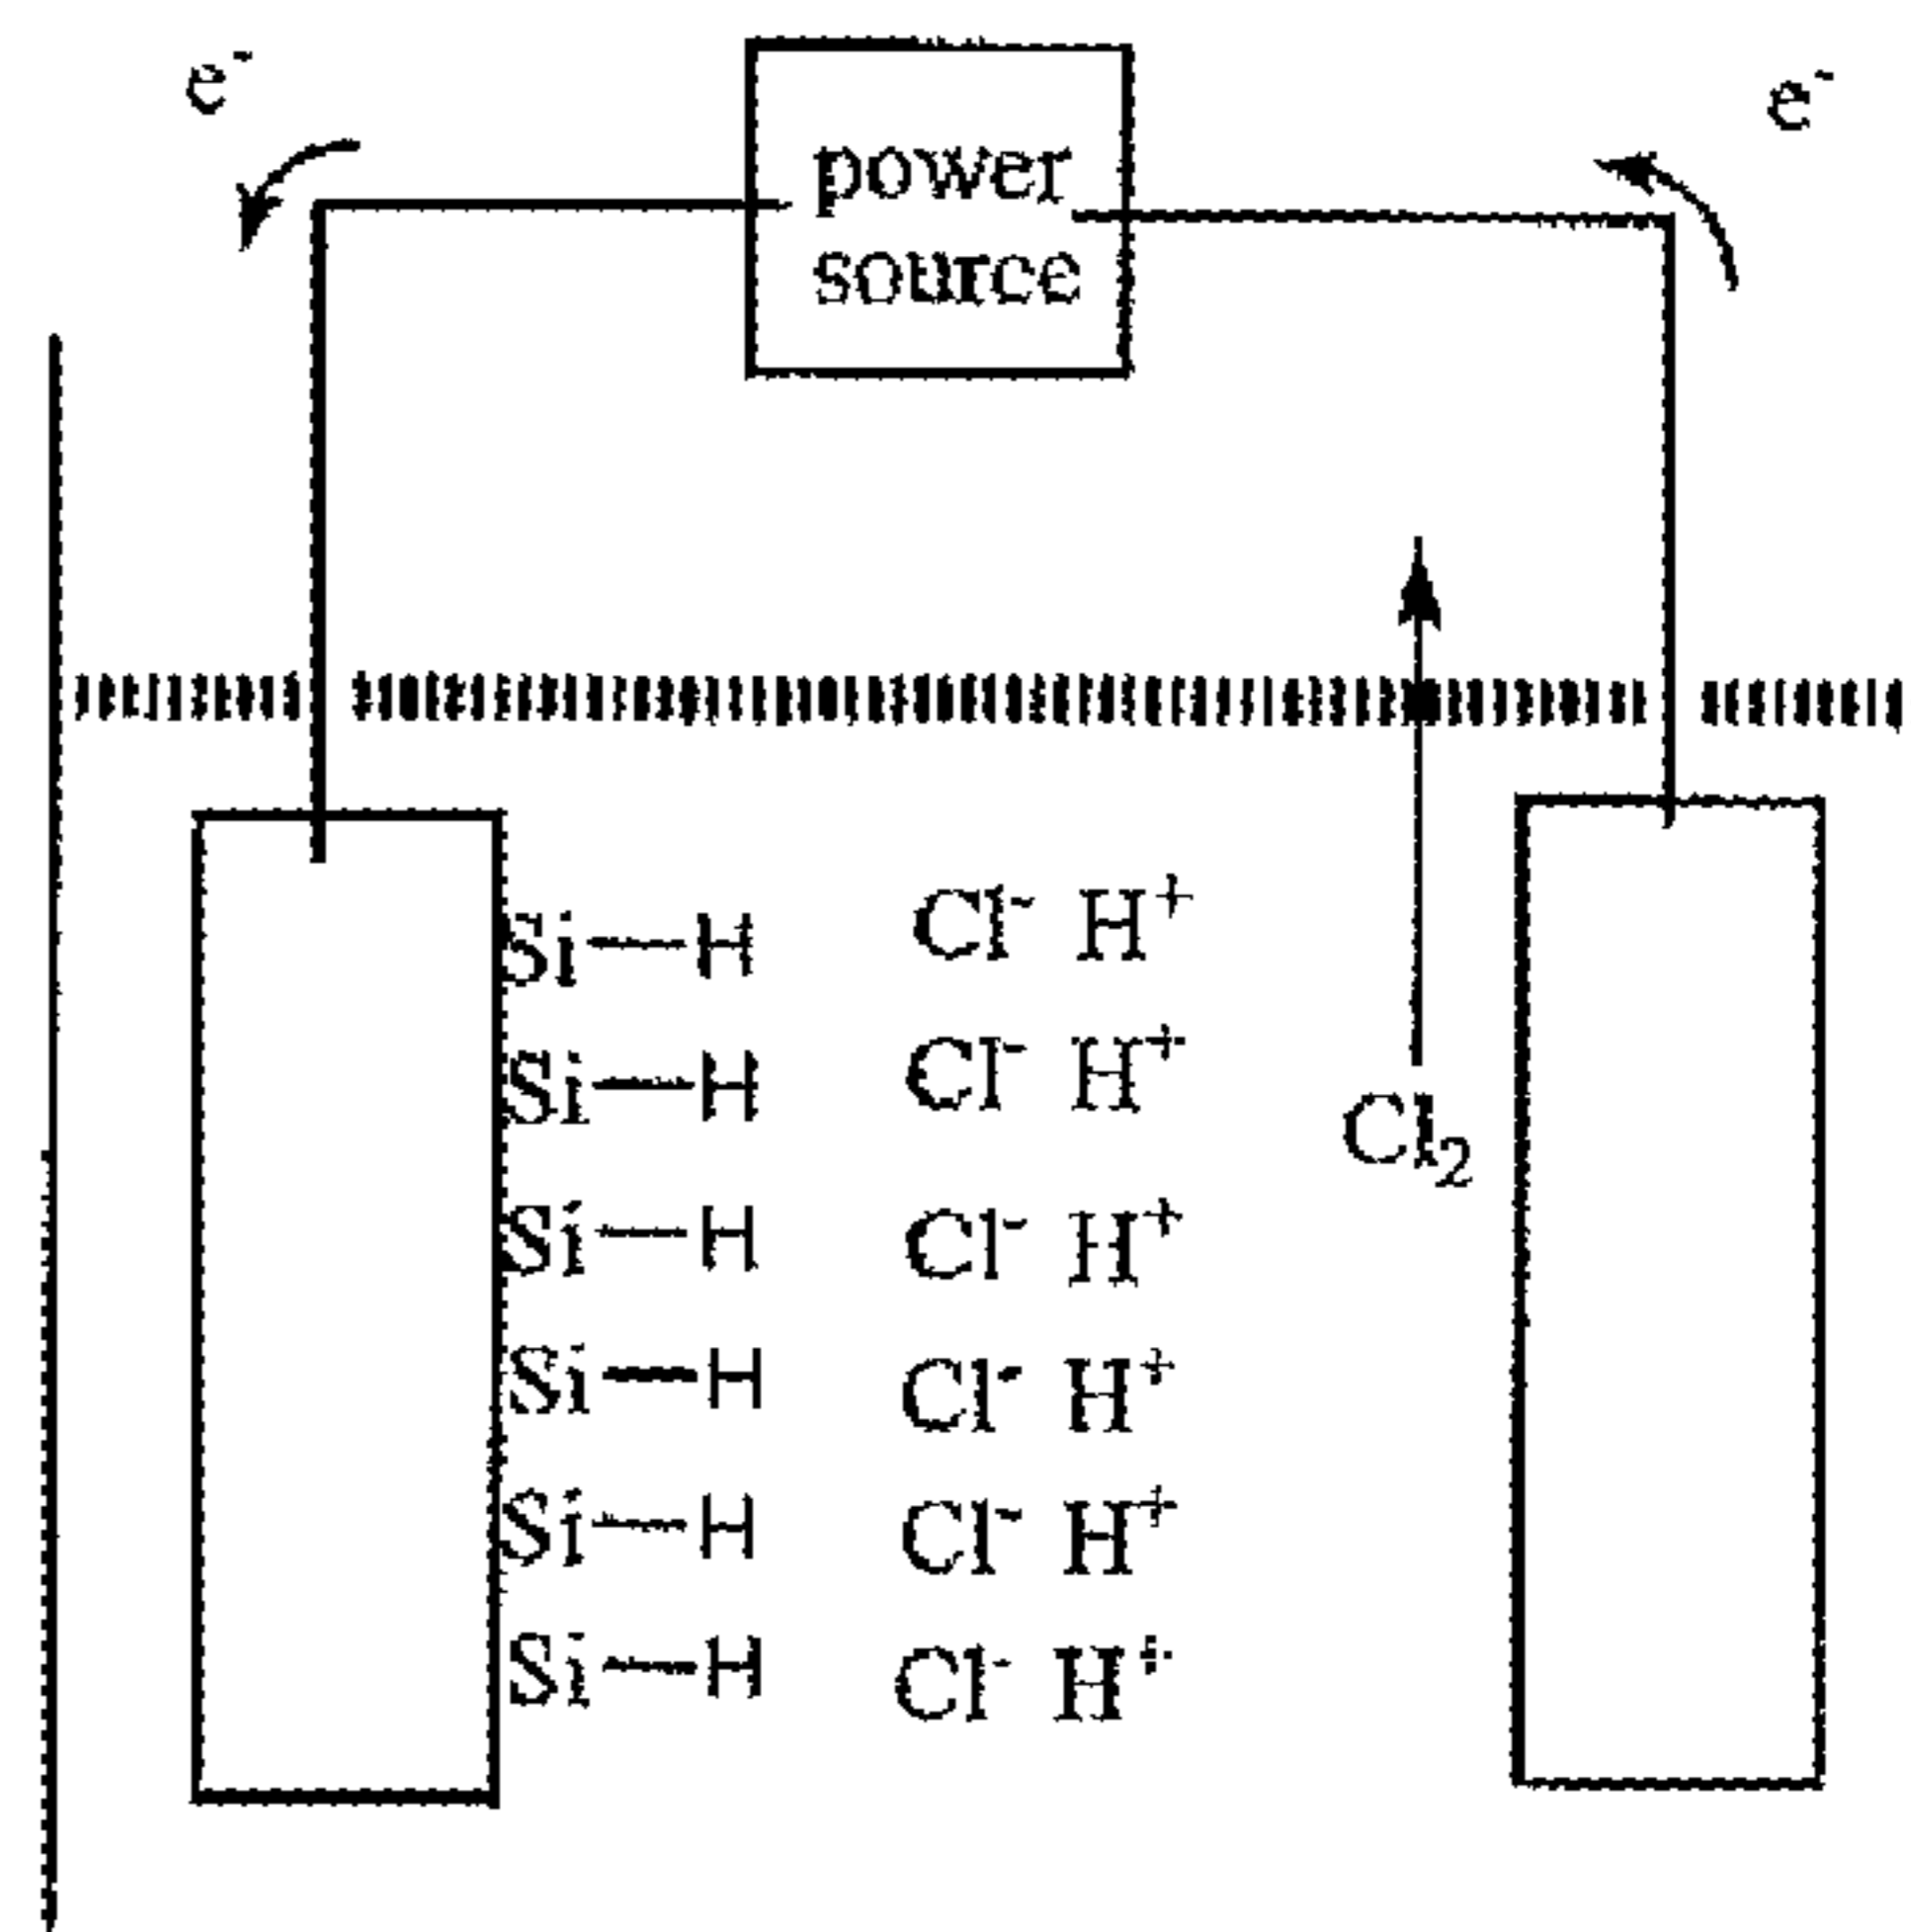 e⁻
e⁻
power
source
Si—H Cl⁻ H⁺
Si—H Cl⁻ H⁺
Cl₂
Si—H Cl⁻ H⁺
Si—H Cl⁻ H⁺
Si—H Cl⁻ H⁺
Si—H Cl⁻ H⁺